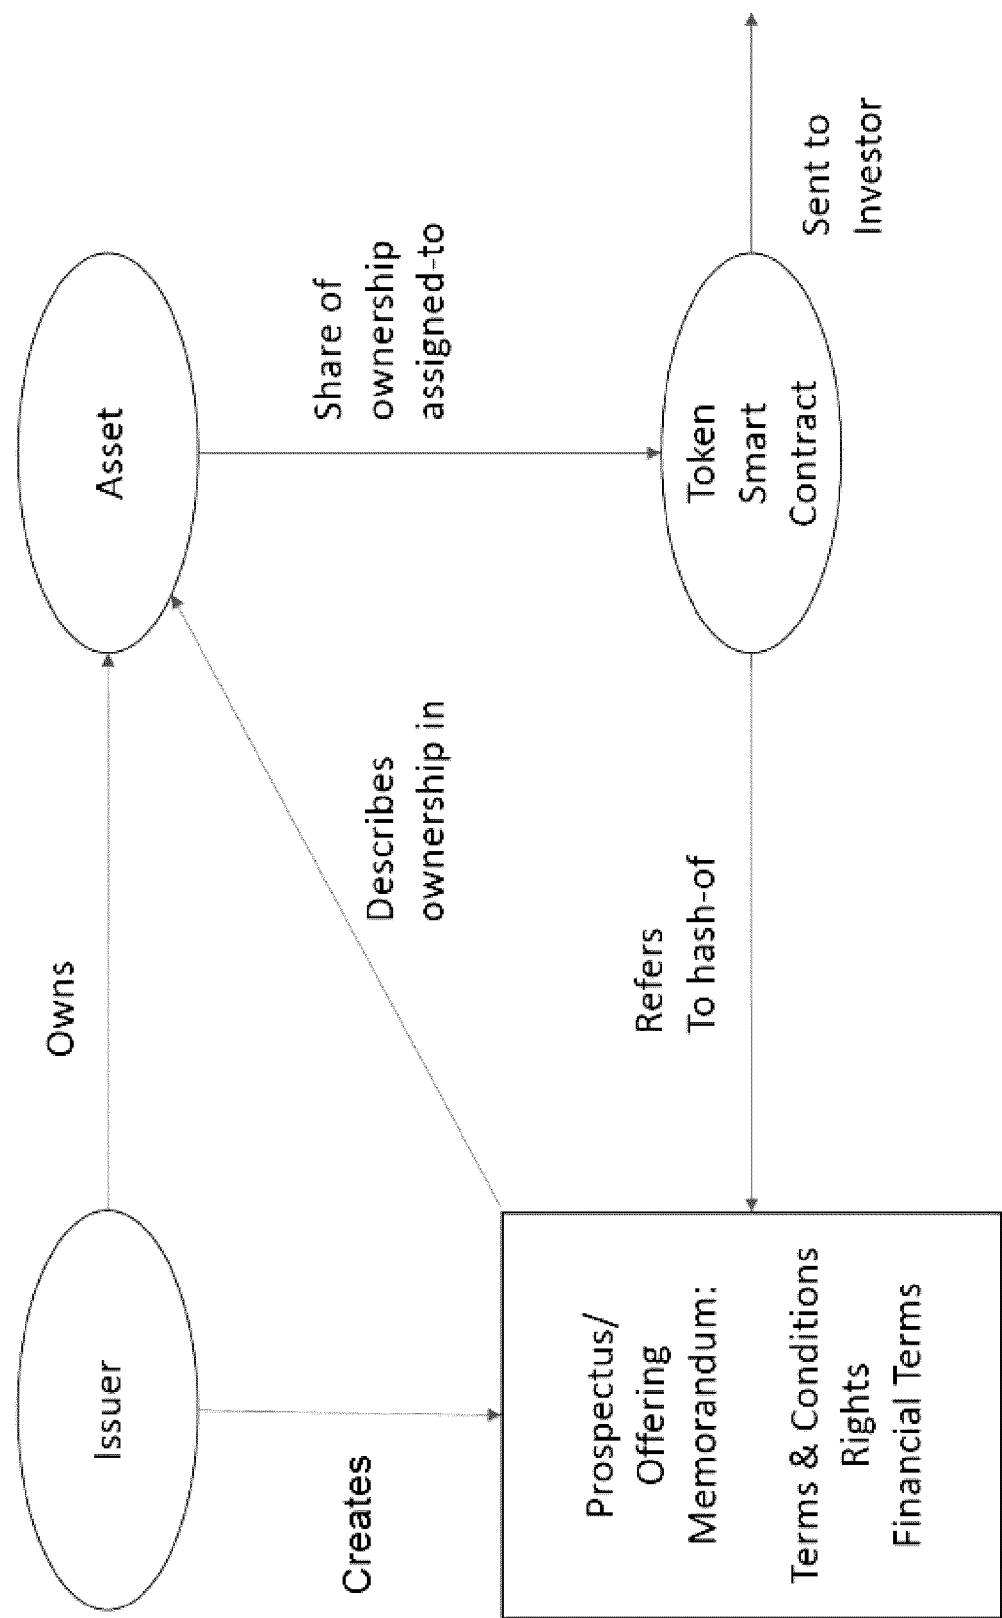 Issuer
Owns
Asset
Creates
Describes
ownership in
Share of
ownership
assigned-to
Prospectus/
Offering
Memorandum:
Terms & Conditions
Rights
Financial Terms
Refers
To hash-of
Token
Smart
Contract
Sent to
Investor